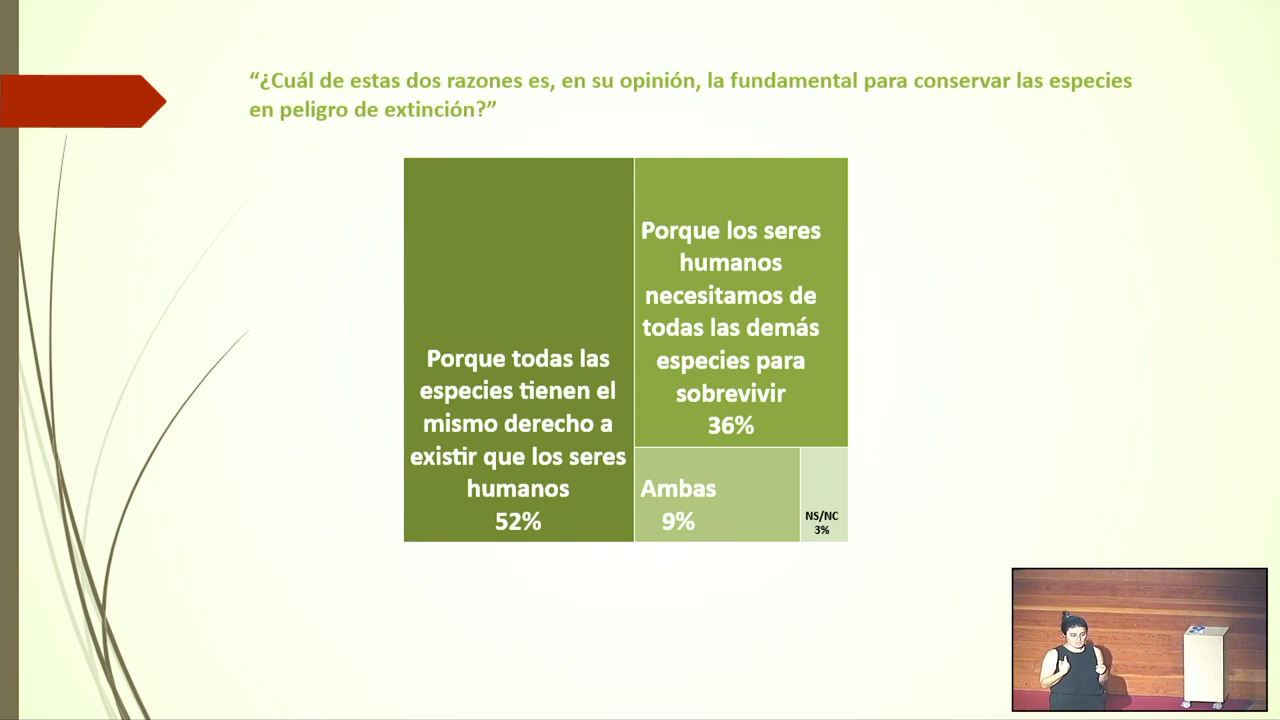 “¿Cuál de estas dos razones es, en su opinión, la fundamental para conservar las especies
en peligro de extinción?”
Porque todas las
especies tienen el
mismo derecho a
existir que los seres
humanos
52%
Porque los seres
humanos
necesitamos de
todas las demás
especies para
sobrevivir
36%
Ambas
9%
NS/NC
3%